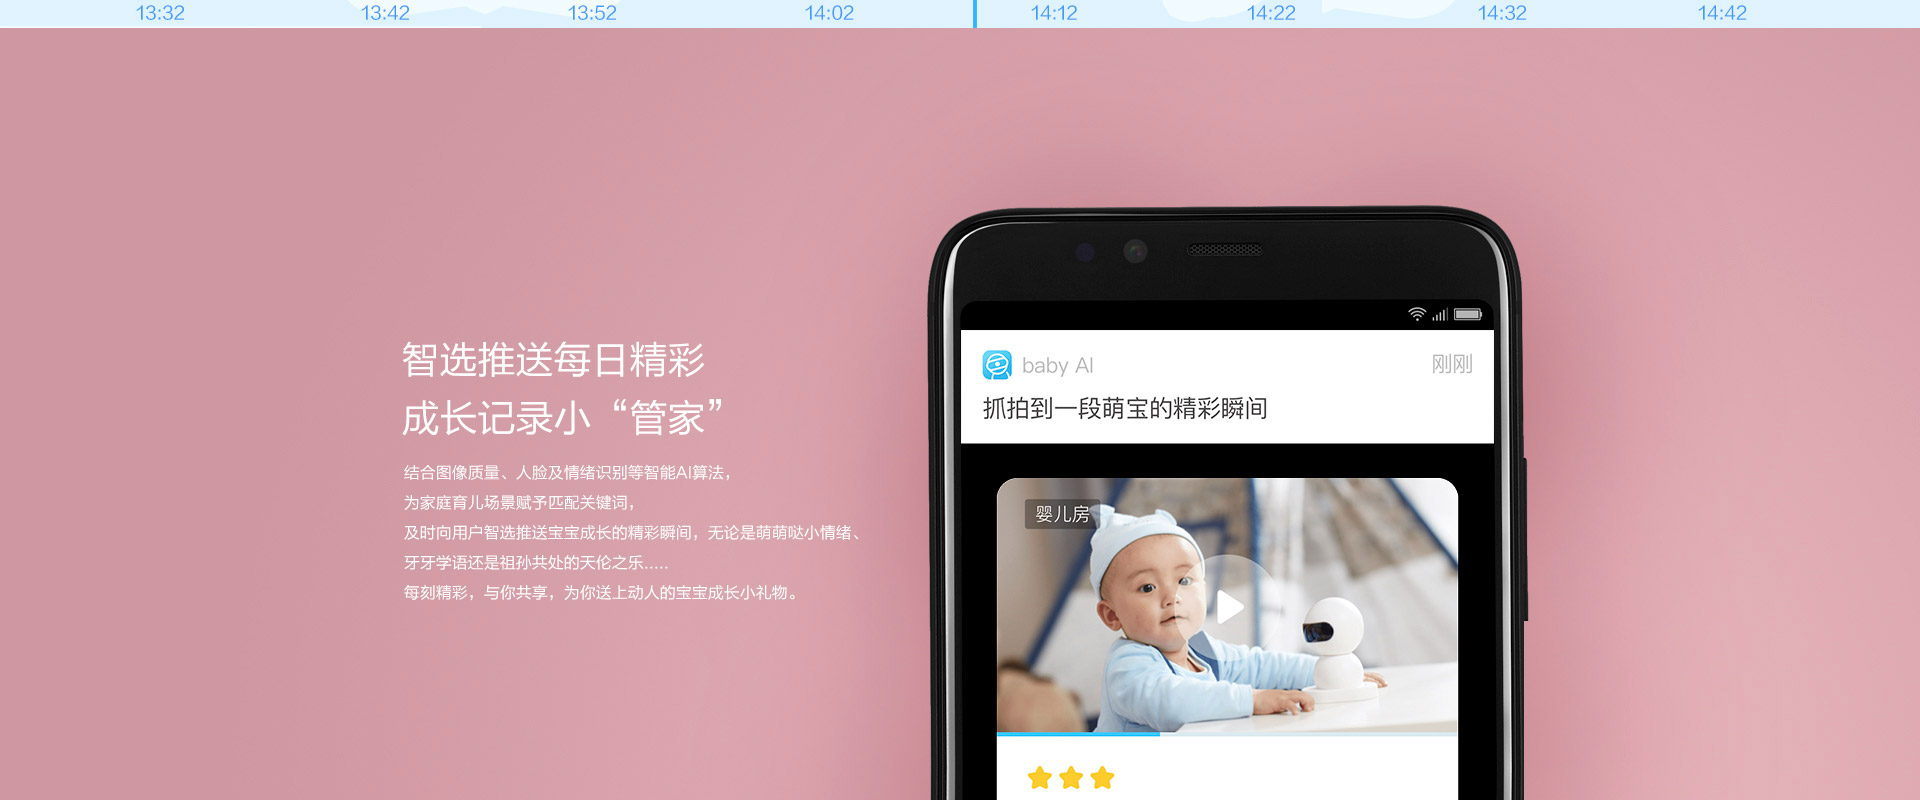 13:32 13:42 13:52 14:02 14:12 14:22 14:32 14:42
智选推送每日精彩
成长记录小“管家”
结合图像质量、人脸及情绪识别等智能AI算法，
为家庭育儿场景赋予匹配关键词，
及时向用户智选推送宝宝成长的精彩瞬间，无论是萌萌哒小情绪、
牙牙学语还是祖孙共处的天伦之乐.....
每刻精彩，与你共享，为你送上动人的宝宝成长小礼物。
baby AI 刚刚
抓拍到一段萌宝的精彩瞬间
婴儿房